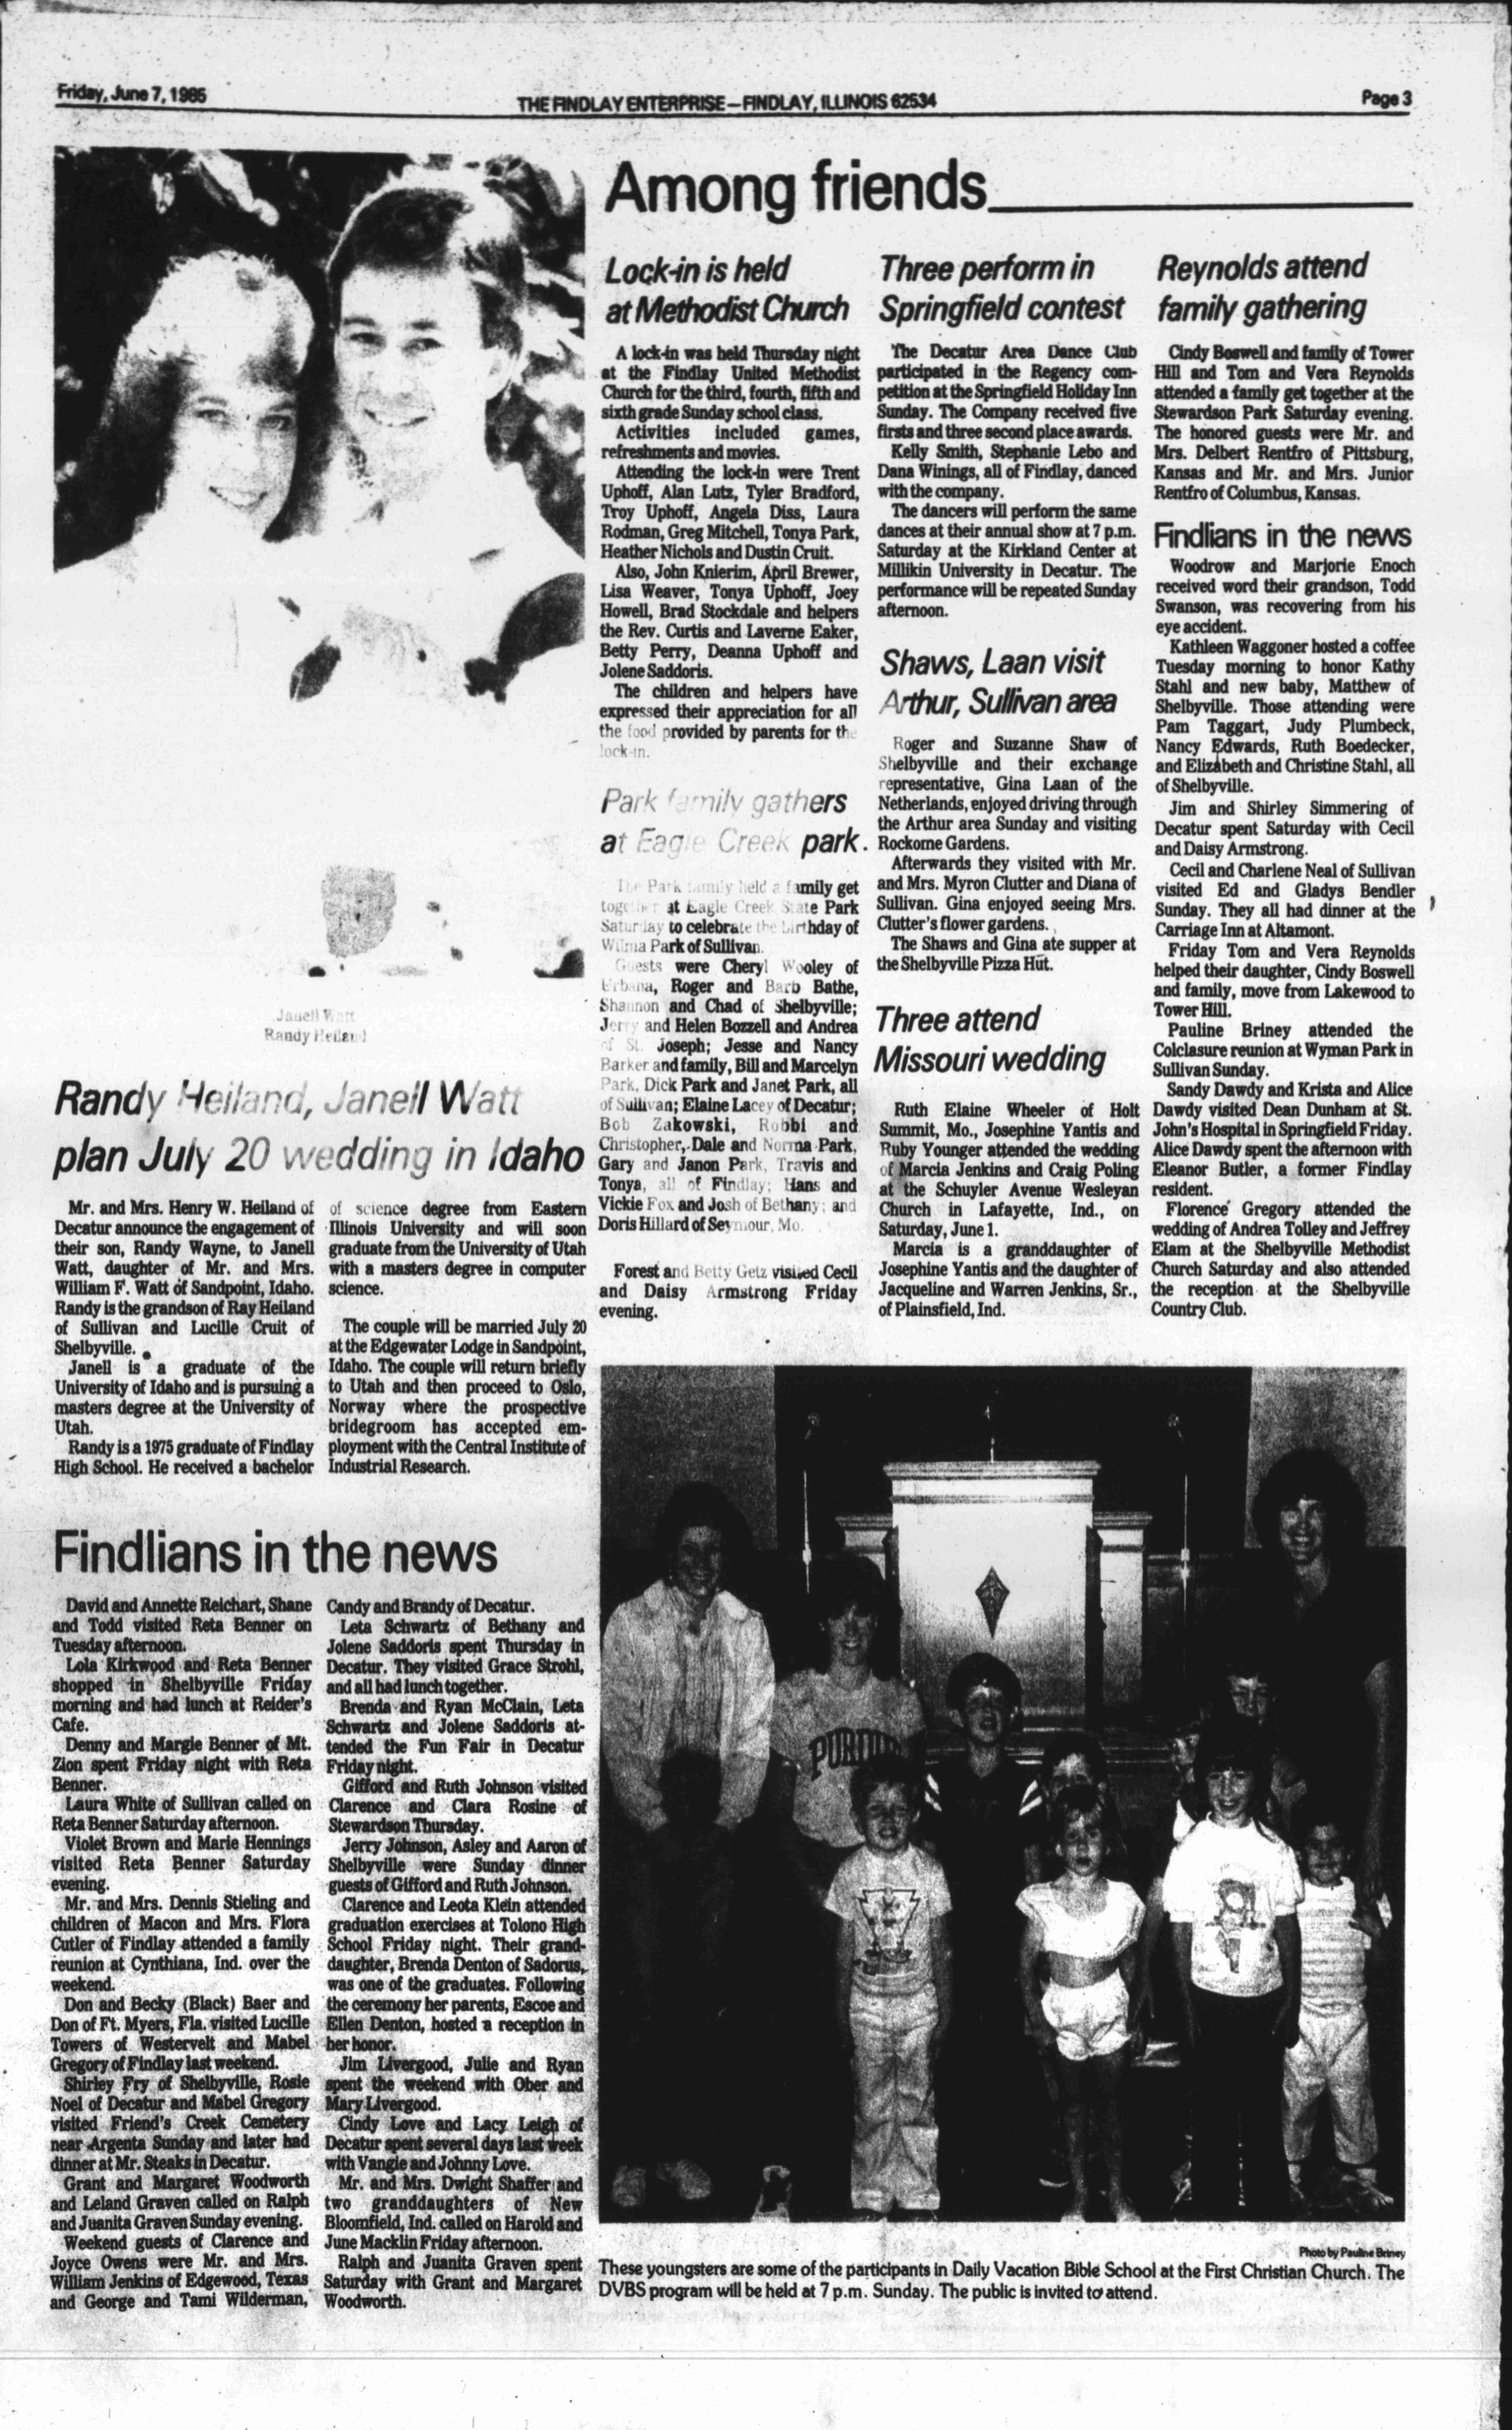 Friday, June 7, 1985
THE FINDLAY ENTERPRISE—FINDLAY, ILLINOIS 62534
Page 3
Janell Watt
Randy Heiland
Randy Heiland, Janell Watt
plan July 20 wedding in Idaho
Mr. and Mrs. Henry W. Heiland of
Decatur announce the engagement of
their son, Randy Wayne, to Janell
Watt, daughter of Mr. and Mrs.
William F. Watt of Sandpoint, Idaho.
Randy is the grandson of Ray Heiland
of Sullivan and Lucille Cruit of
Shelbyville.
Janell is a graduate of the
University of Idaho and is pursuing a
masters degree at the University of
Utah.
Randy is a 1975 graduate of Findlay
High School. He received a bachelor
of science degree from Eastern
Illinois University and will soon
graduate from the University of Utah
with a masters degree in computer
science.
The couple will be married July 20
at the Edgewater Lodge in Sandpoint,
Idaho. The couple will return briefly
to Utah and then proceed to Oslo,
Norway where the prospective
bridegroom has accepted em-
ployment with the Central Institute of
Industrial Research.
Findlians in the news
David and Annette Reichart, Shane
and Todd visited Reta Benner on
Tuesday afternoon.
Lola Kirkwood and Reta Benner
shopped in Shelbyville Friday
morning and had lunch at Reider's
Cafe.
Denny and Margie Benner of Mt.
Zion spent Friday night with Reta
Benner.
Laura White of Sullivan called on
Reta Benner Saturday afternoon.
Violet Brown and Marie Hennings
visited Reta Benner Saturday
evening.
Mr. and Mrs. Dennis Stieling and
children of Macon and Mrs. Flora
Cutler of Findlay attended a family
reunion at Cynthiana, Ind. over the
weekend.
Don and Becky (Black) Baer and
Don of Ft. Myers, Fla. visited Lucille
Towers of Westervelt and Mabel
Gregory of Findlay last weekend.
Shirley Fry of Shelbyville, Rosie
Noel of Decatur and Mabel Gregory
visited Friend's Creek Cemetery
near Argenta Sunday and later had
dinner at Mr. Steaks in Decatur.
Grant and Margaret Woodworth
and Leland Graven called on Ralph
and Juanita Graven Sunday evening.
Weekend guests of Clarence and
Joyce Owens were Mr. and Mrs.
William Jenkins of Edgewood, Texas
and George and Tami Wilderman,
Candy and Brandy of Decatur.
Leta Schwartz of Bethany and
Jolene Saddoris spent Thursday in
Decatur. They visited Grace Strohl,
and all had lunch together.
Brenda and Ryan McClain, Leta
Schwartz and Jolene Saddoris at-
tended the Fun Fair in Decatur
Friday night.
Gifford and Ruth Johnson visited
Clarence and Clara Rosine of
Stewardson Thursday.
Jerry Johnson, Asley and Aaron of
Shelbyville were Sunday dinner
guests of Gifford and Ruth Johnson.
Clarence and Leota Klein attended
graduation exercises at Tolono High
School Friday night. Their grand-
daughter, Brenda Denton of Sadorus,
was one of the graduates. Following
the ceremony her parents, Escoe and
Ellen Denton, hosted a reception in
her honor.
Jim Livergood, Julie and Ryan
spent the weekend with Ober and
Mary Livergood.
Cindy Love and Lacy Leigh of
Decatur spent several days last week
with Vangie and Johnny Love.
Mr. and Mrs. Dwight Shaffer and
two granddaughters of New
Bloomfield, Ind. called on Harold and
June Macklin Friday afternoon.
Ralph and Juanita Graven spent
Saturday with Grant and Margaret
Woodworth.
Among friends
Lock-in is held
at Methodist Church
A lock-in was held Thursday night
at the Findlay United Methodist
Church for the third, fourth, fifth and
sixth grade Sunday school class.
Activities included games,
refreshments and movies.
Attending the lock-in were Trent
Uphoff, Alan Lutz, Tyler Bradford,
Troy Uphoff, Angela Diss, Laura
Rodman, Greg Mitchell, Tonya Park,
Heather Nichols and Dustin Cruit.
Also, John Knierim, April Brewer,
Lisa Weaver, Tonya Uphoff, Joey
Howell, Brad Stockdale and helpers
the Rev. Curtis and Laverne Eaker,
Betty Perry, Deanna Uphoff and
Jolene Saddoris.
The children and helpers have
expressed their appreciation for all
the food provided by parents for the
lock-in.
Park family gathers
at Eagle Creek park.
The Park family held a family get
together at Eagle Creek State Park
Saturday to celebrate the birthday of
Wilma Park of Sullivan.
Guests were Cheryl Wooley of
Urbana, Roger and Barb Bathe,
Shannon and Chad of Shelbyville;
Jerry and Helen Bozzell and Andrea
of St. Joseph; Jesse and Nancy
Barker and family, Bill and Marcelyn
Park, Dick Park and Janet Park, all
of Sullivan; Elaine Lacey of Decatur;
Bob Zakowski, Robbi and
Christopher, Dale and Norma Park,
Gary and Janon Park, Travis and
Tonya, all of Findlay; Hans and
Vickie Fox and Josh of Bethany; and
Doris Hillard of Seymour, Mo.
Forest and Betty Getz visited Cecil
and Daisy Armstrong Friday
evening.
Three perform in
Springfield contest
The Decatur Area Dance Club
participated in the Regency com-
petition at the Springfield Holiday Inn
Sunday. The Company received five
firsts and three second place awards.
Kelly Smith, Stephanie Lebo and
Dana Winings, all of Findlay, danced
with the company.
The dancers will perform the same
dances at their annual show at 7 p.m.
Saturday at the Kirkland Center at
Millikin University in Decatur. The
performance will be repeated Sunday
afternoon.
Shaws, Laan visit
Arthur, Sullivan area
Roger and Suzanne Shaw of
Shelbyville and their exchange
representative, Gina Laan of the
Netherlands, enjoyed driving through
the Arthur area Sunday and visiting
Rockome Gardens.
Afterwards they visited with Mr.
and Mrs. Myron Clutter and Diana of
Sullivan. Gina enjoyed seeing Mrs.
Clutter's flower gardens.
The Shaws and Gina ate supper at
the Shelbyville Pizza Hut.
Three attend
Missouri wedding
Ruth Elaine Wheeler of Holt
Summit, Mo., Josephine Yantis and
Ruby Younger attended the wedding
of Marcia Jenkins and Craig Poling
at the Schuyler Avenue Wesleyan
Church in Lafayette, Ind., on
Saturday, June 1.
Marcia is a granddaughter of
Josephine Yantis and the daughter of
Jacqueline and Warren Jenkins, Sr.,
of Plainsfield, Ind.
Reynolds attend
family gathering
Cindy Boswell and family of Tower
Hill and Tom and Vera Reynolds
attended a family get together at the
Stewardson Park Saturday evening.
The honored guests were Mr. and
Mrs. Delbert Rentfro of Pittsburg,
Kansas and Mr. and Mrs. Junior
Rentfro of Columbus, Kansas.
Findlians in the news
Woodrow and Marjorie Enoch
received word their grandson, Todd
Swanson, was recovering from his
eye accident.
Kathleen Waggoner hosted a coffee
Tuesday morning to honor Kathy
Stahl and new baby, Matthew of
Shelbyville. Those attending were
Pam Taggart, Judy Plumbeck,
Nancy Edwards, Ruth Boedecker,
and Elizabeth and Christine Stahl, all
of Shelbyville.
Jim and Shirley Simmering of
Decatur spent Saturday with Cecil
and Daisy Armstrong.
Cecil and Charlene Neal of Sullivan
visited Ed and Gladys Bendler
Sunday. They all had dinner at the
Carriage Inn at Altamont.
Friday Tom and Vera Reynolds
helped their daughter, Cindy Boswell
and family, move from Lakewood to
Tower Hill.
Pauline Briney attended the
Colclasure reunion at Wyman Park in
Sullivan Sunday.
Sandy Dawdy and Krista and Alice
Dawdy visited Dean Dunham at St.
John's Hospital in Springfield Friday.
Alice Dawdy spent the afternoon with
Eleanor Butler, a former Findlay
resident.
Florence Gregory attended the
wedding of Andrea Tolley and Jeffrey
Elam at the Shelbyville Methodist
Church Saturday and also attended
the reception at the Shelbyville
Country Club.
Photo by Pauline Briney
These youngsters are some of the participants in Daily Vacation Bible School at the First Christian Church. The
DVBS program will be held at 7 p.m. Sunday. The public is invited to attend.